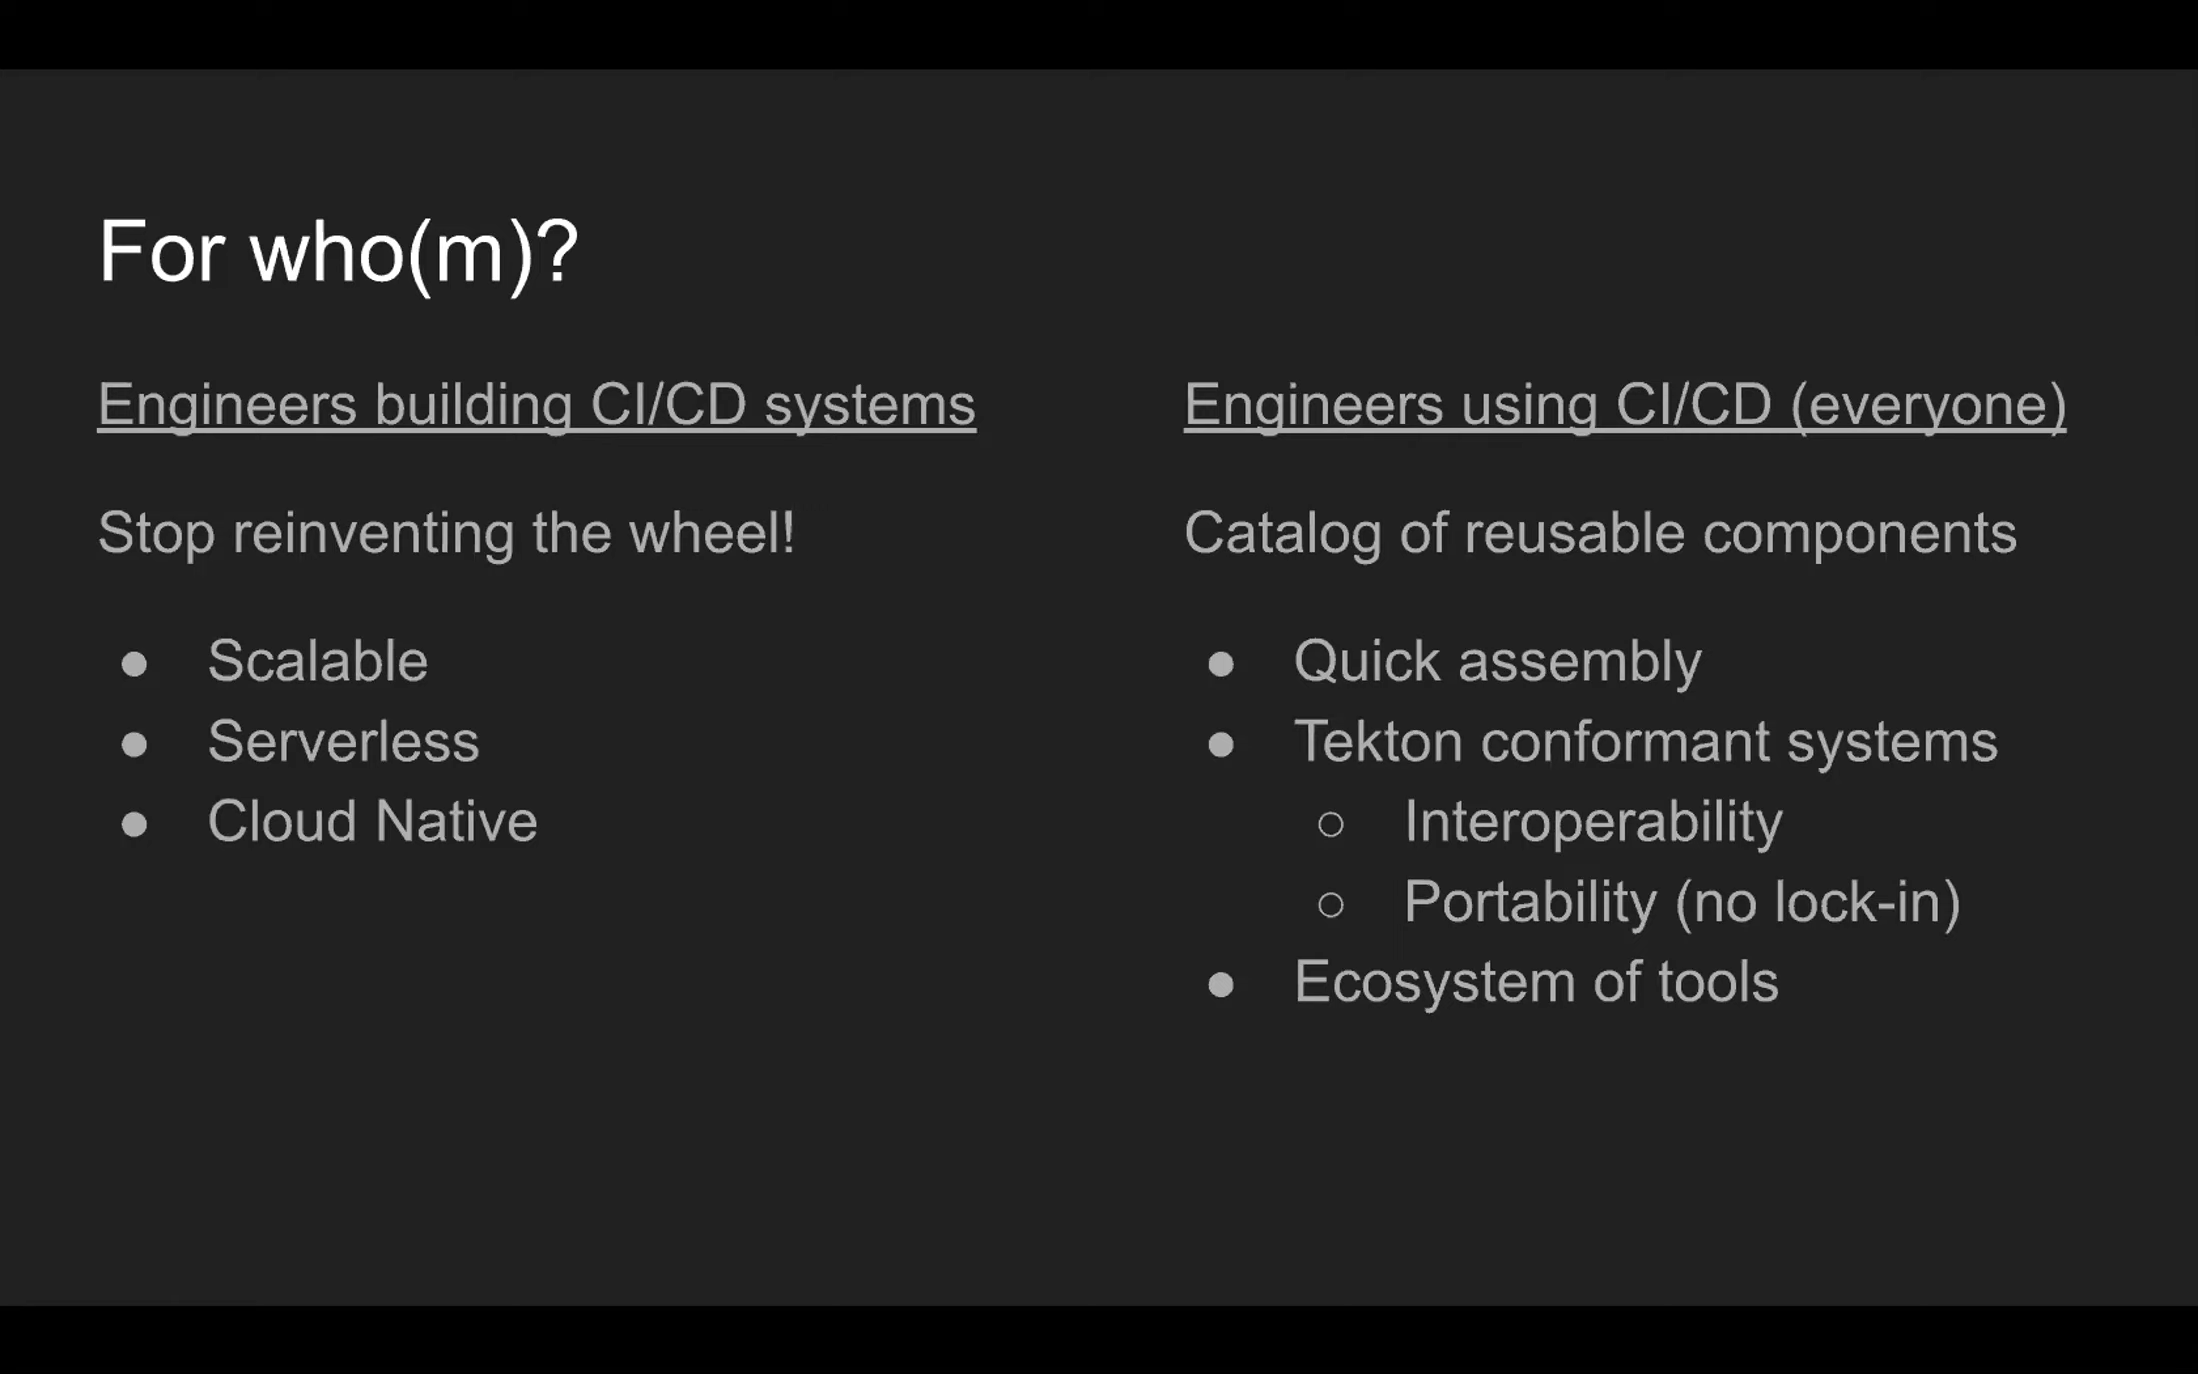 For who(m)?
Engineers building CI/CD systems
Stop reinventing the wheel!
● Scalable
● Serverless
● Cloud Native
Engineers using CI/CD (everyone)
Catalog of reusable components
● Quick assembly
● Tekton conformant systems
○ Interoperability
○ Portability (no lock-in)
● Ecosystem of tools